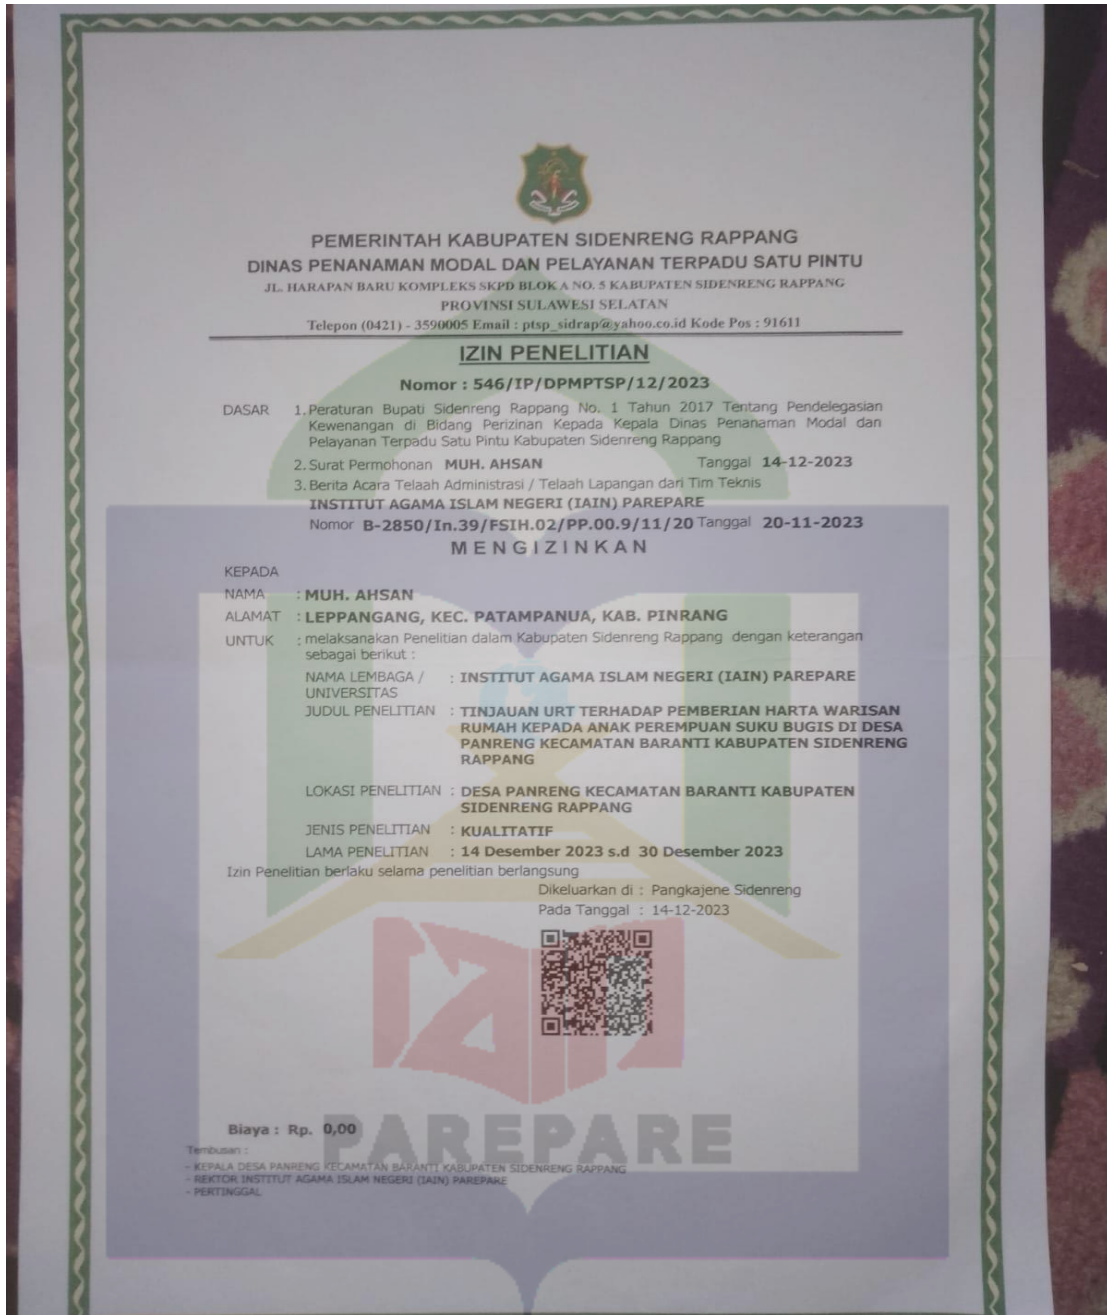 PEMERINTAH KABUPATEN SIDENRENG RAPPANG
DINAS PENANAMAN MODAL DAN PELAYANAN TERPADU SATU PINTU
JL. HARAPAN BARU KOMPLEKS SKPD BLOK A NO. 5 KABUPATEN SIDENRENG RAPPANG
PROVINSI SULAWESI SELATAN
Telepon (0421) - 3590005 Email : ptsp_sidrap@yahoo.co.id Kode Pos : 91611
IZIN PENELITIAN
Nomor : 546/IP/DPMPTSP/12/2023
DASAR 1. Peraturan Bupati Sidenreng Rappang No. 1 Tahun 2017 Tentang Pendelegasian
Kewenangan di Bidang Perizinan Kepada Kepala Dinas Penanaman Modal dan
Pelayanan Terpadu Satu Pintu Kabupaten Sidenreng Rappang
2. Surat Permohonan MUH. AHSAN Tanggal 14-12-2023
3. Berita Acara Telaah Administrasi / Telaah Lapangan dari Tim Teknis
INSTITUT AGAMA ISLAM NEGERI (IAIN) PAREPARE
Nomor B-2850/In.39/FSIH.02/PP.00.9/11/20 Tanggal 20-11-2023
MENGIZINKAN
KEPADA
NAMA : MUH. AHSAN
ALAMAT : LEPPANGANG, KEC. PATAMPANUA, KAB. PINRANG
UNTUK : melaksanakan Penelitian dalam Kabupaten Sidenreng Rappang dengan keterangan
sebagai berikut :
NAMA LEMBAGA / : INSTITUT AGAMA ISLAM NEGERI (IAIN) PAREPARE
UNIVERSITAS
JUDUL PENELITIAN : TINJAUAN URT TERHADAP PEMBERIAN HARTA WARISAN
RUMAH KEPADA ANAK PEREMPUAN SUKU BUGIS DI DESA
PANRENG KECAMATAN BARANTI KABUPATEN SIDENRENG
RAPPANG
LOKASI PENELITIAN : DESA PANRENG KECAMATAN BARANTI KABUPATEN
SIDENRENG RAPPANG
JENIS PENELITIAN : KUALITATIF
LAMA PENELITIAN : 14 Desember 2023 s.d 30 Desember 2023
Izin Penelitian berlaku selama penelitian berlangsung
Dikeluarkan di : Pangkajene Sidenreng
Pada Tanggal : 14-12-2023
Biaya : Rp. 0,00
PAREPARE
Tembusan :
- KEPALA DESA PANRENG KECAMATAN BARANTI KABUPATEN SIDENRENG RAPPANG
- REKTOR INSTITUT AGAMA ISLAM NEGERI (IAIN) PAREPARE
- PERTINGGAL